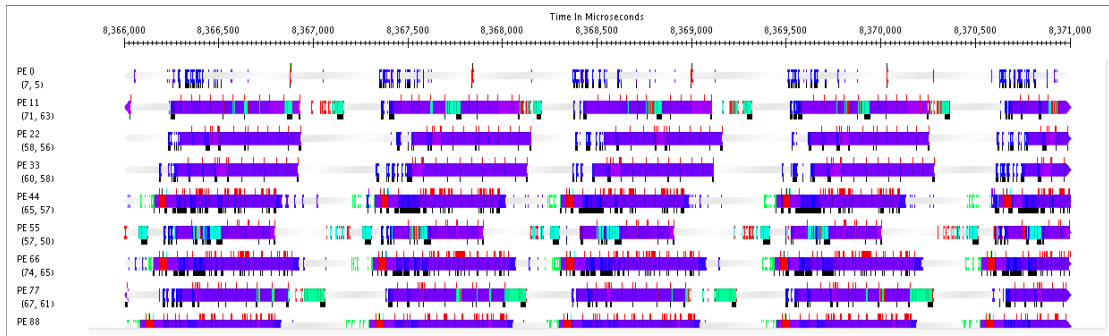 Time In Microseconds
8,366,000 8,366,500 8,367,000 8,367,500 8,368,000 8,368,500 8,369,000 8,369,500 8,370,000 8,370,500 8,371,000
PE 0
(7, 5)
PE 11
(71, 63)
PE 22
(58, 56)
PE 33
(60, 58)
PE 44
(65, 57)
PE 55
(57, 50)
PE 66
(74, 65)
PE 77
(67, 61)
PE 88